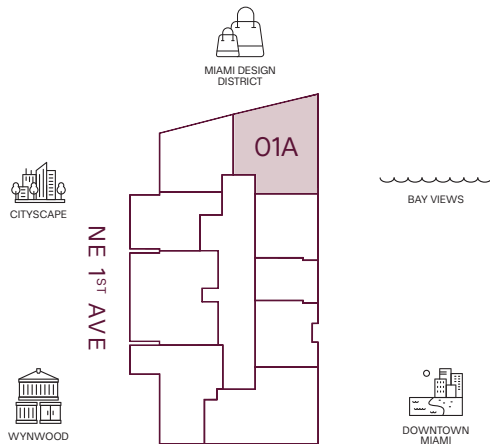 MIAMI DESIGN
DISTRICT
01A
CITYSCAPE
BAY VIEWS
NE 1ST AVE
WYNWOOD
DOWNTOWN
MIAMI